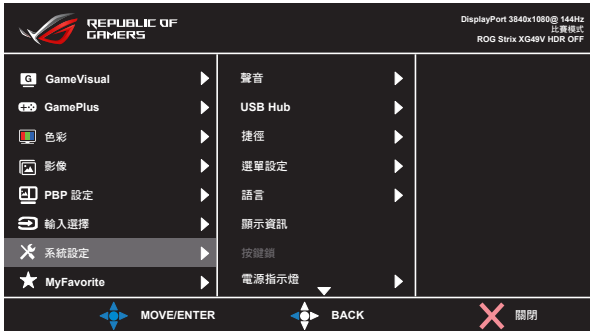 REPUBLIC OF
GAMERS
DisplayPort 3840x1080@ 144Hz
比賽模式
ROG Strix XG49V HDR OFF
G GameVisual
GamePlus
色彩
影像
PBP 設定
輸入選擇
系統設定
MyFavorite
聲音
USB Hub
捷徑
選單設定
語言
顯示資訊
按鍵鎖
電源指示燈
MOVE/ENTER
BACK
關閉